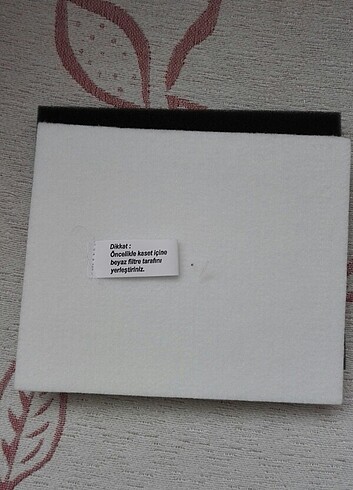 Dikkat :
Öncelikle kaset içine
beyaz filtre tarafını
yerleştiriniz.